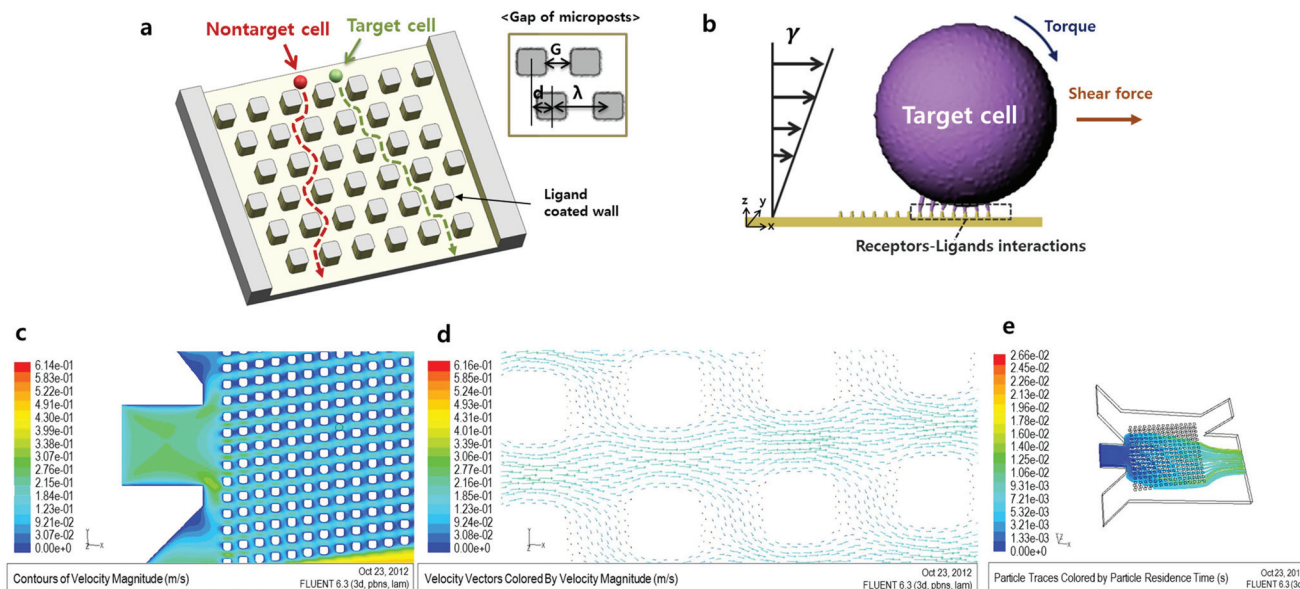 a
Nontarget cell
Target cell
<Gap of microposts>
G
d
λ
Ligand
coated wall
b
γ
Torque
Target cell
Shear force
z
y
x
Receptors-Ligands interactions
c
6.14e-01
5.83e-01
5.22e-01
4.91e-01
4.30e-01
3.99e-01
3.38e-01
3.07e-01
2.76e-01
2.15e-01
1.84e-01
1.23e-01
9.21e-02
3.07e-02
0.00e+0
Y
Z
X
Oct 23, 2012
Contours of Velocity Magnitude (m/s)
FLUENT 6.3 (3d, pbns, lam)
d
6.16e-01
5.85e-01
5.24e-01
4.93e-01
4.31e-01
4.01e-01
3.39e-01
3.06e-01
2.77e-01
2.16e-01
1.85e-01
1.23e-01
9.24e-02
3.08e-02
0.00e+0
Y
Z
X
Oct 23, 2012
Velocity Vectors Colored By Velocity Magnitude (m/s)
FLUENT 6.3 (3d, pbns, lam)
e
2.66e-02
2.45e-02
2.26e-02
2.13e-02
1.96e-02
1.78e-02
1.60e-02
1.40e-02
1.25e-02
1.06e-02
9.31e-03
7.21e-03
5.32e-03
3.21e-03
1.33e-03
0.00e+0
Y
Z
X
Oct 23, 201
Particle Traces Colored by Particle Residence Time (s)
FLUENT 6.3 (3d